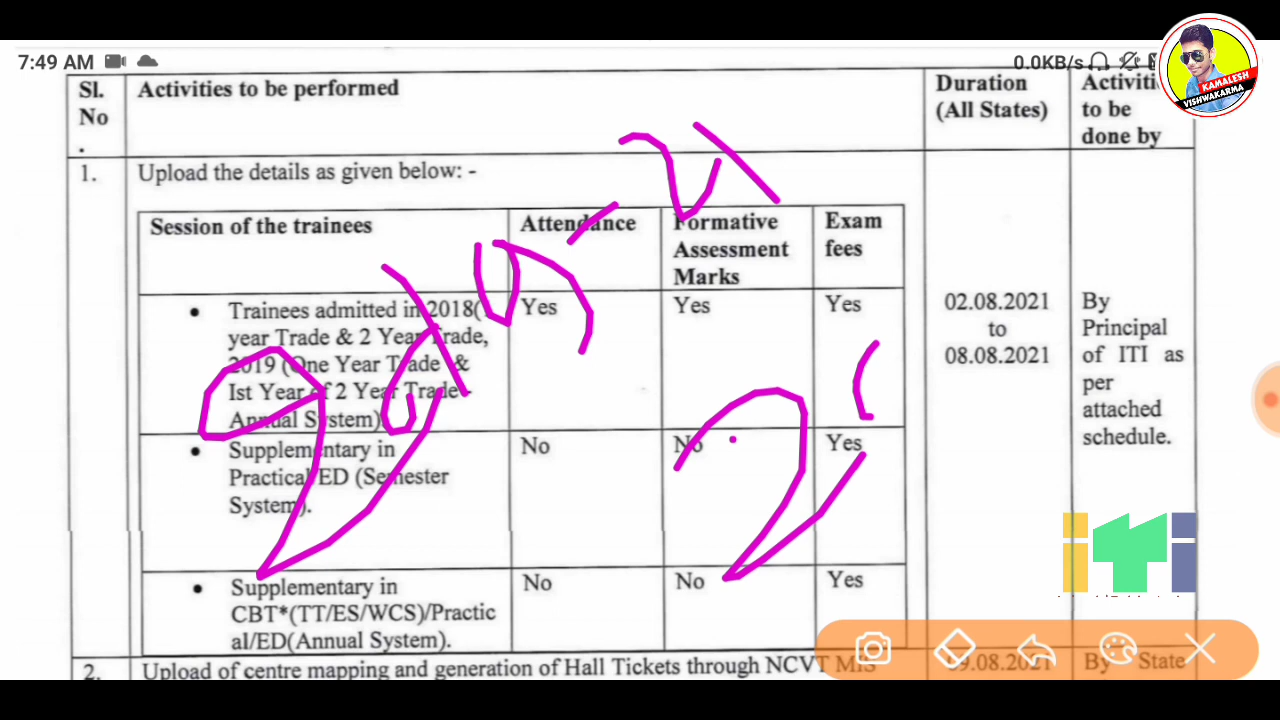 7:49 AM
0.0KB/s
KAMALESH
VISHWAKARMA
Sl.
No
.
Activities to be performed
Duration
(All States)
to be
done by
1.
Upload the details as given below: -
Session of the trainees
Attendance
Formative
Assessment
Marks
Exam
fees
• Trainees admitted in 2018(
year Trade & 2 Year Trade,
2019 (One Year Trade &
Ist Year of 2 Year Trade-
Annual System).
Yes
Yes
Yes
• Supplementary in
Practical/ED (Semester
System).
No
No
Yes
• Supplementary in
CBT*(TT/ES/WCS)/Practic
al/ED(Annual System).
No
No
Yes
02.08.2021
to
08.08.2021
By
Principal
of ITI as
per
attached
schedule.
iti
2.
Upload of centre mapping and generation of Hall Tickets through NCVT MIS
09.08.2021
By State